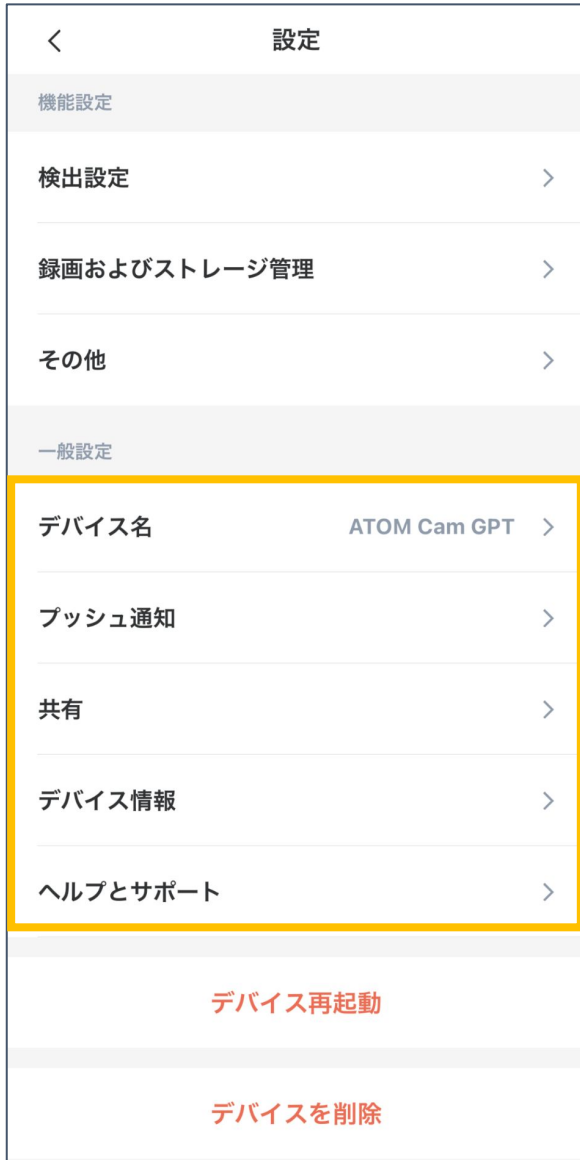 設定
機能設定
検出設定
録画およびストレージ管理
その他
一般設定
デバイス名 ATOM Cam GPT
プッシュ通知
共有
デバイス情報
ヘルプとサポート
デバイス再起動
デバイスを削除